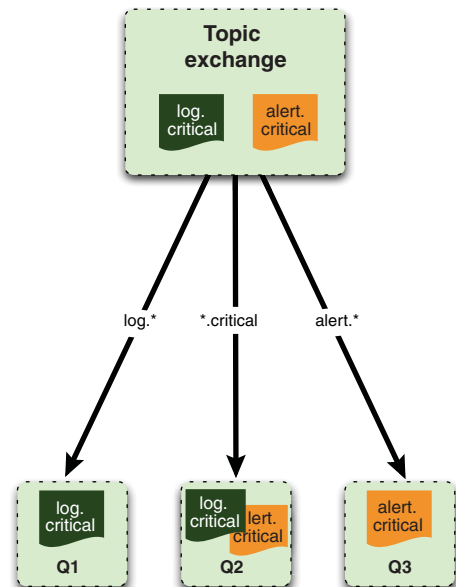 Topic
exchange
log.
critical
alert.
critical
log.*
*.critical
alert.*
log.
critical
Q1
log.
critical
lert.
critical
Q2
alert.
critical
Q3